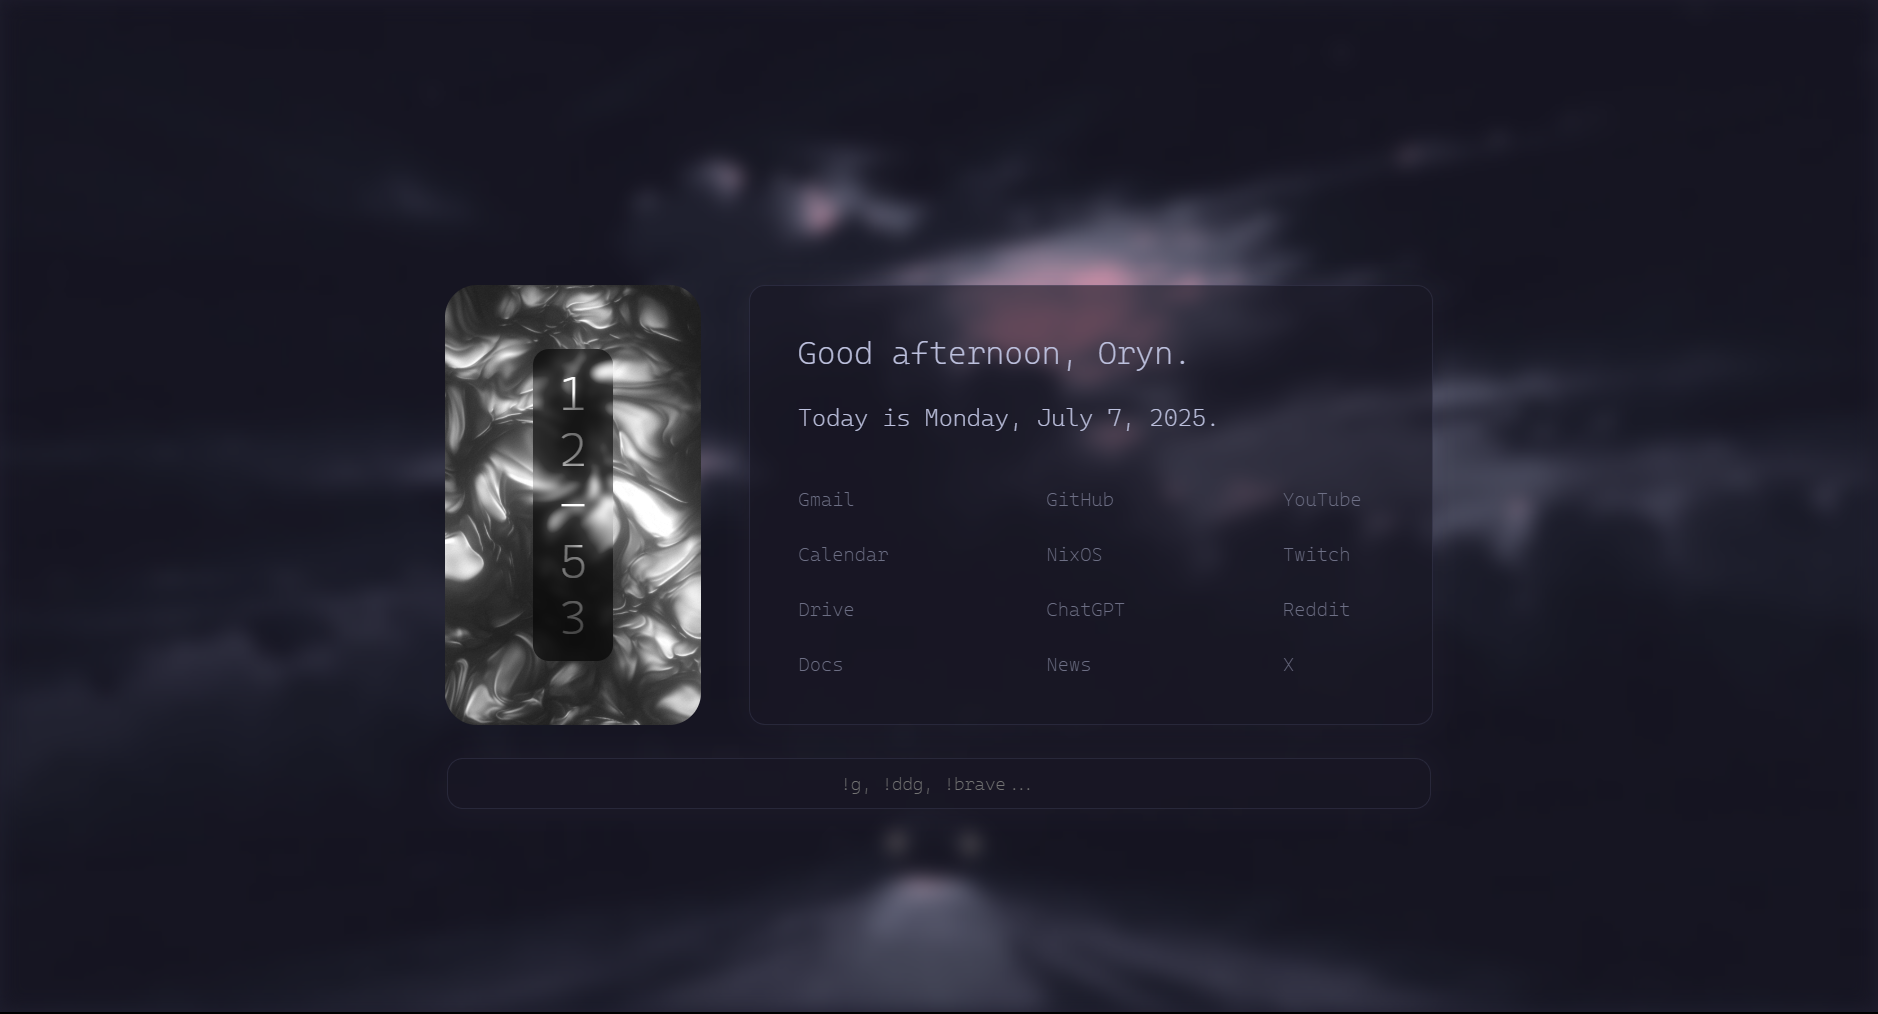 1
2
—
5
3
Good afternoon, Oryn.
Today is Monday, July 7, 2025.
Gmail GitHub YouTube
Calendar NixOS Twitch
Drive ChatGPT Reddit
Docs News X
!g, !ddg, !brave...